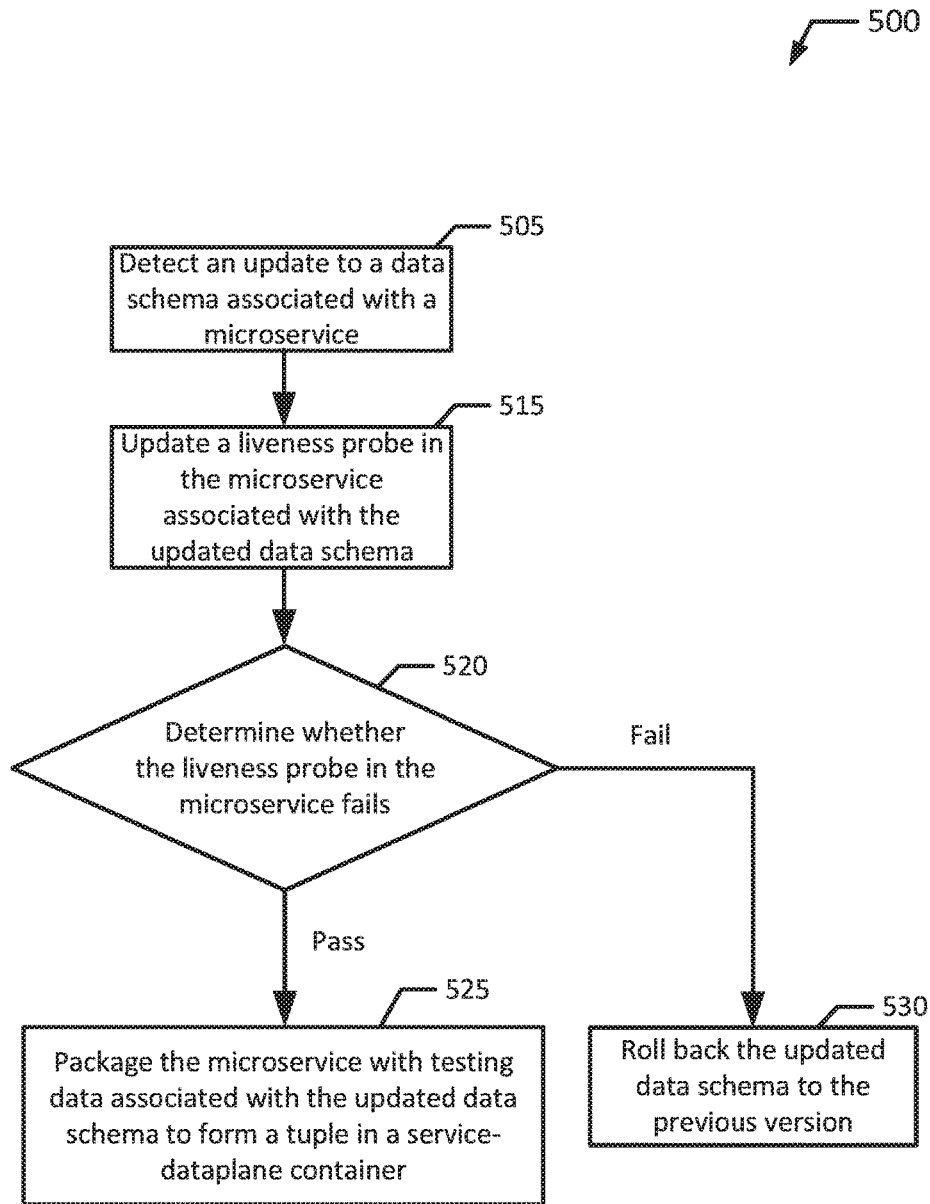 500
505
Detect an update to a data
schema associated with a
microservice
515
Update a liveness probe in
the microservice
associated with the
updated data schema
520
Determine whether
the liveness probe in the
microservice fails
Fail
Pass
525
Package the microservice with testing
data associated with the updated data
schema to form a tuple in a service-
dataplane container
530
Roll back the updated
data schema to the
previous version